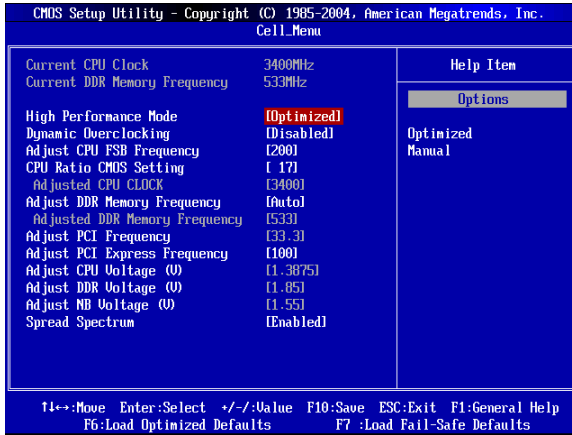 CMOS Setup Utility - Copyright (C) 1985-2004, American Megatrends, Inc.
Cell_Menu
Current CPU Clock 3400MHz
Current DDR Memory Frequency 533MHz
High Performance Mode [Optimized]
Dynamic Overclocking [Disabled]
Adjust CPU FSB Frequency [200]
CPU Ratio CMOS Setting [ 17]
Adjusted CPU CLOCK [3400]
Adjust DDR Memory Frequency [Auto]
Adjusted DDR Memory Frequency [533]
Adjust PCI Frequency [33.3]
Adjust PCI Express Frequency [100]
Adjust CPU Voltage (V) [1.3875]
Adjust DDR Voltage (V) [1.85]
Adjust NB Voltage (V) [1.55]
Spread Spectrum [Enabled]
Help Item
Options
Optimized
Manual
↑↓↔:Move Enter:Select +/-/:Value F10:Save ESC:Exit F1:General Help
F6:Load Optimized Defaults F7 :Load Fail-Safe Defaults